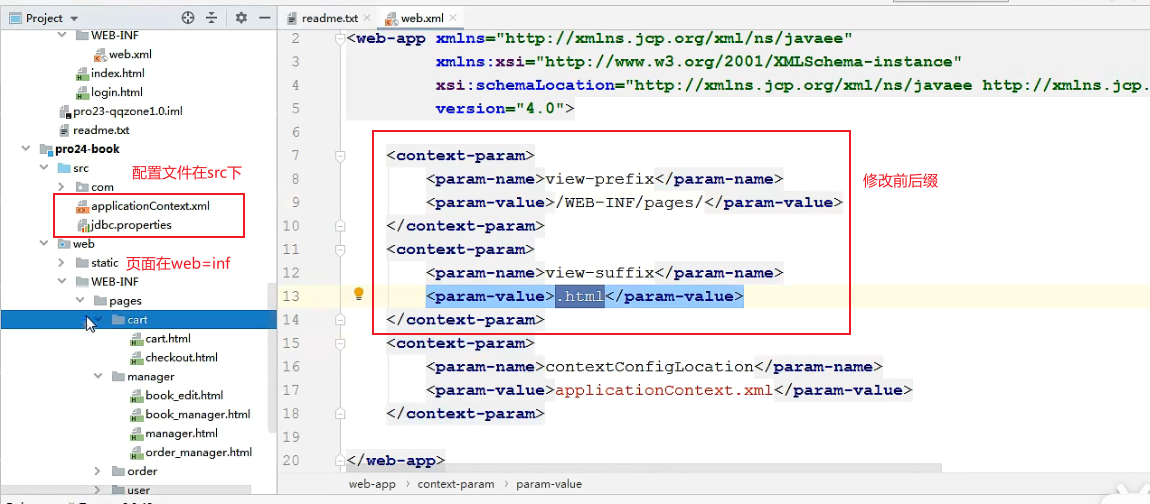 Project
readme.txt
web.xml
WEB-INF
web.xml
index.html
login.html
pro23-qqzone1.0.iml
readme.txt
pro24-book
src
配置文件在src下
com
applicationContext.xml
jdbc.properties
web
static
页面在web=inf
WEB-INF
pages
cart
cart.html
checkout.html
manager
book_edit.html
book_manager.html
manager.html
order_manager.html
order
user
2 <web-app xmlns="http://xmlns.jcp.org/xml/ns/javaee"
3 xmlns:xsi="http://www.w3.org/2001/XMLSchema-instance"
4 xsi:schemaLocation="http://xmlns.jcp.org/xml/ns/javaee http://xmlns.jcp.
5 version="4.0">
6
7 <context-param>
8 <param-name>view-prefix</param-name>
修改前后缀
9 <param-value>/WEB-INF/pages/</param-value>
10 </context-param>
11 <context-param>
12 <param-name>view-suffix</param-name>
13 <param-value>.html</param-value>
14 </context-param>
15 <context-param>
16 <param-name>contextConfigLocation</param-name>
17 <param-value>applicationContext.xml</param-value>
18 </context-param>
19
20 </web-app>
web-app › context-param › param-value